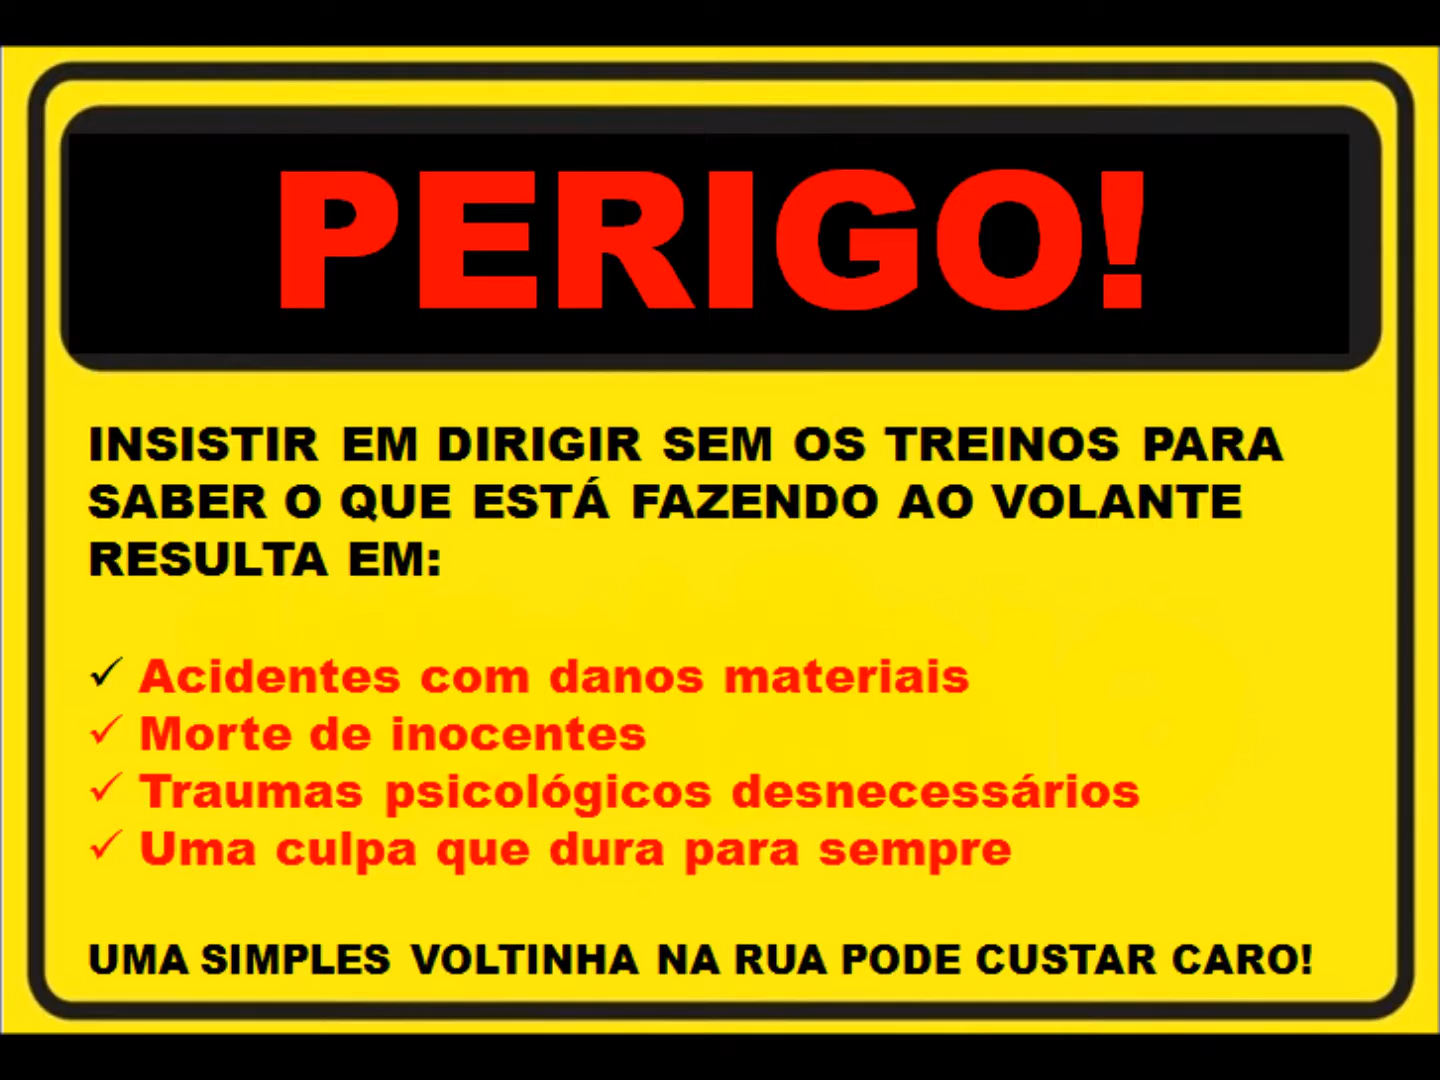 PERIGO!
INSISTIR EM DIRIGIR SEM OS TREINOS PARA
SABER O QUE ESTÁ FAZENDO AO VOLANTE
RESULTA EM:
✓ Acidentes com danos materiais
✓ Morte de inocentes
✓ Traumas psicológicos desnecessários
✓ Uma culpa que dura para sempre
UMA SIMPLES VOLTINHA NA RUA PODE CUSTAR CARO!